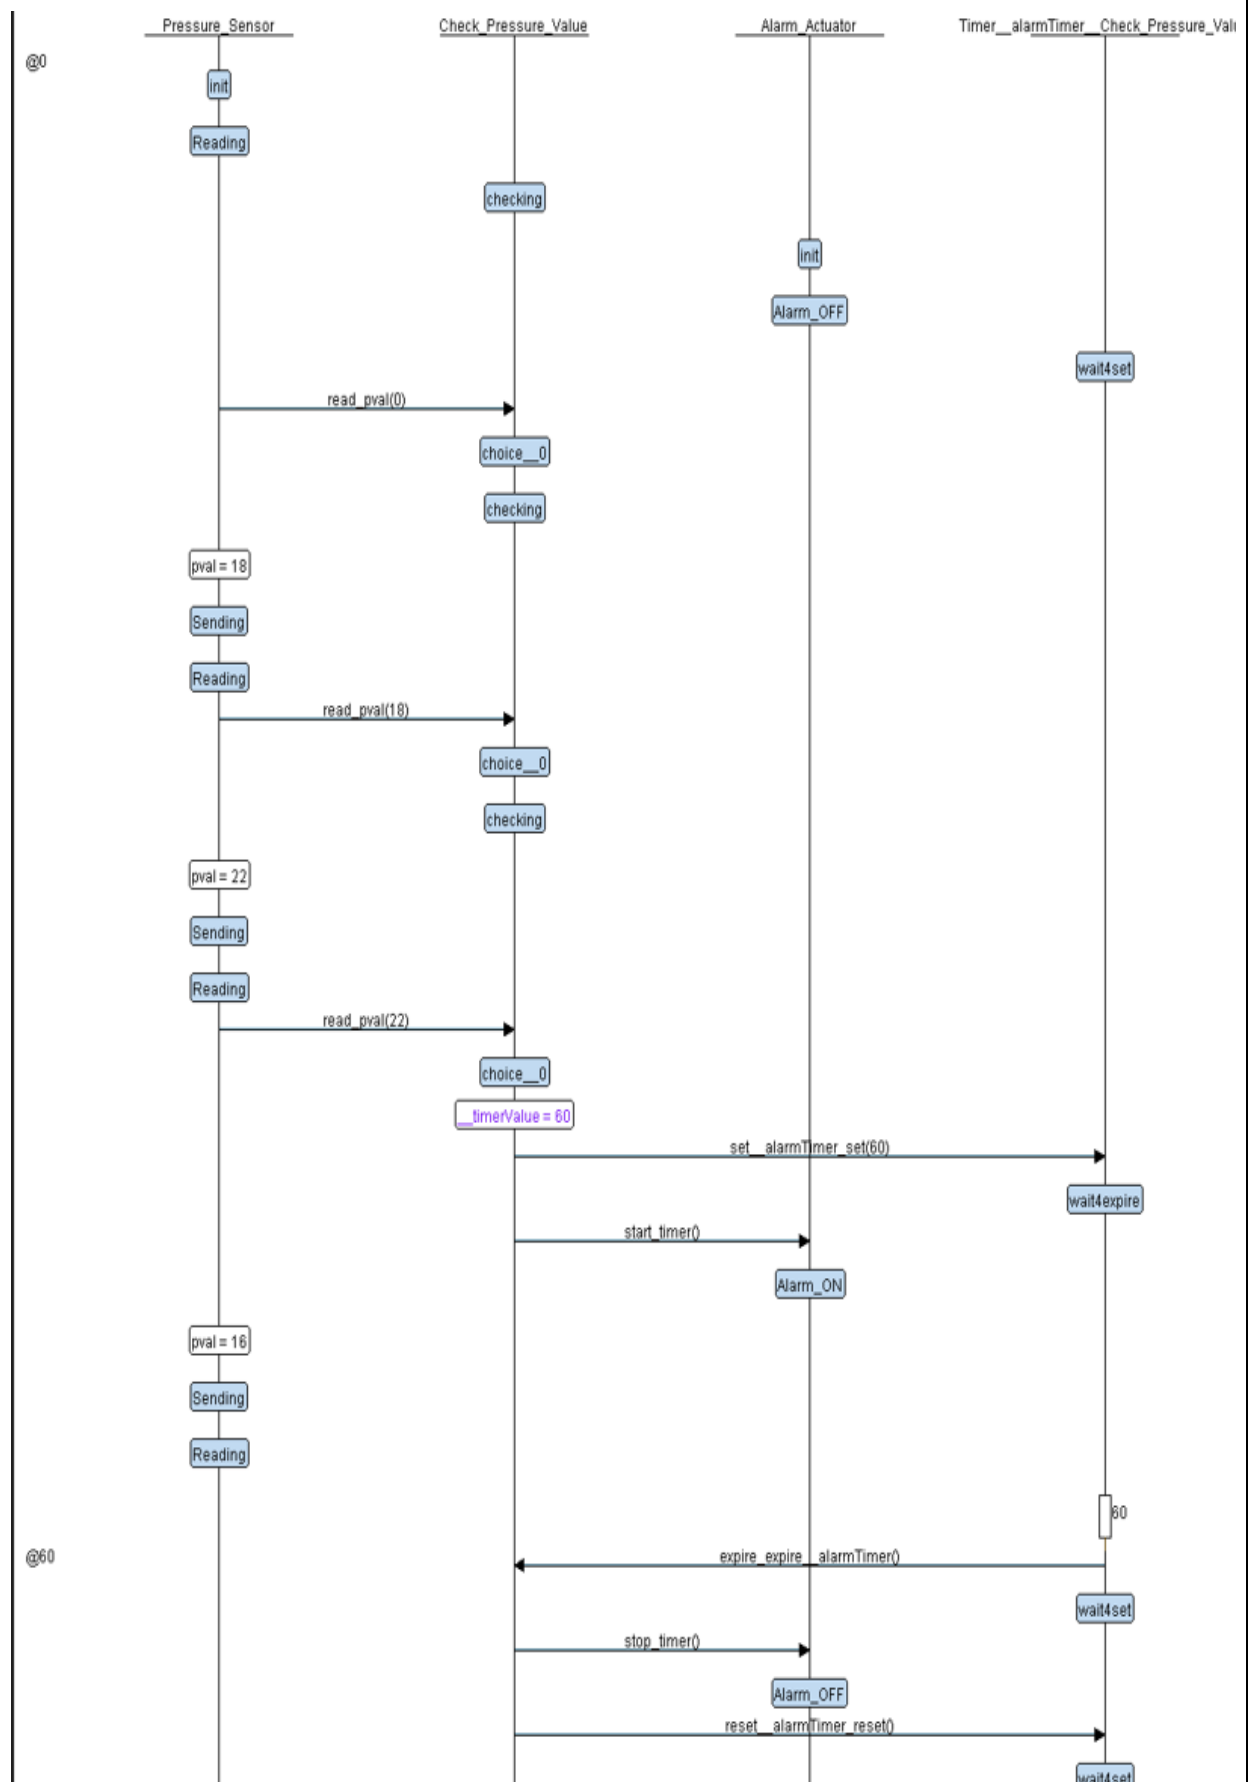 Pressure_Sensor
Check_Pressure_Value
Alarm_Actuator
Timer__alarmTimer__Check_Pressure_Valu
@0
init
Reading
checking
init
Alarm_OFF
wait4set
read_pval(0)
choice__0
checking
pval = 18
Sending
Reading
read_pval(18)
choice__0
checking
pval = 22
Sending
Reading
read_pval(22)
choice__0
__timerValue = 60
set__alarmTimer_set(60)
wait4expire
start_timer()
Alarm_ON
pval = 16
Sending
Reading
60
@60
expire_expire__alarmTimer()
wait4set
stop_timer()
Alarm_OFF
reset__alarmTimer_reset()
wait4set